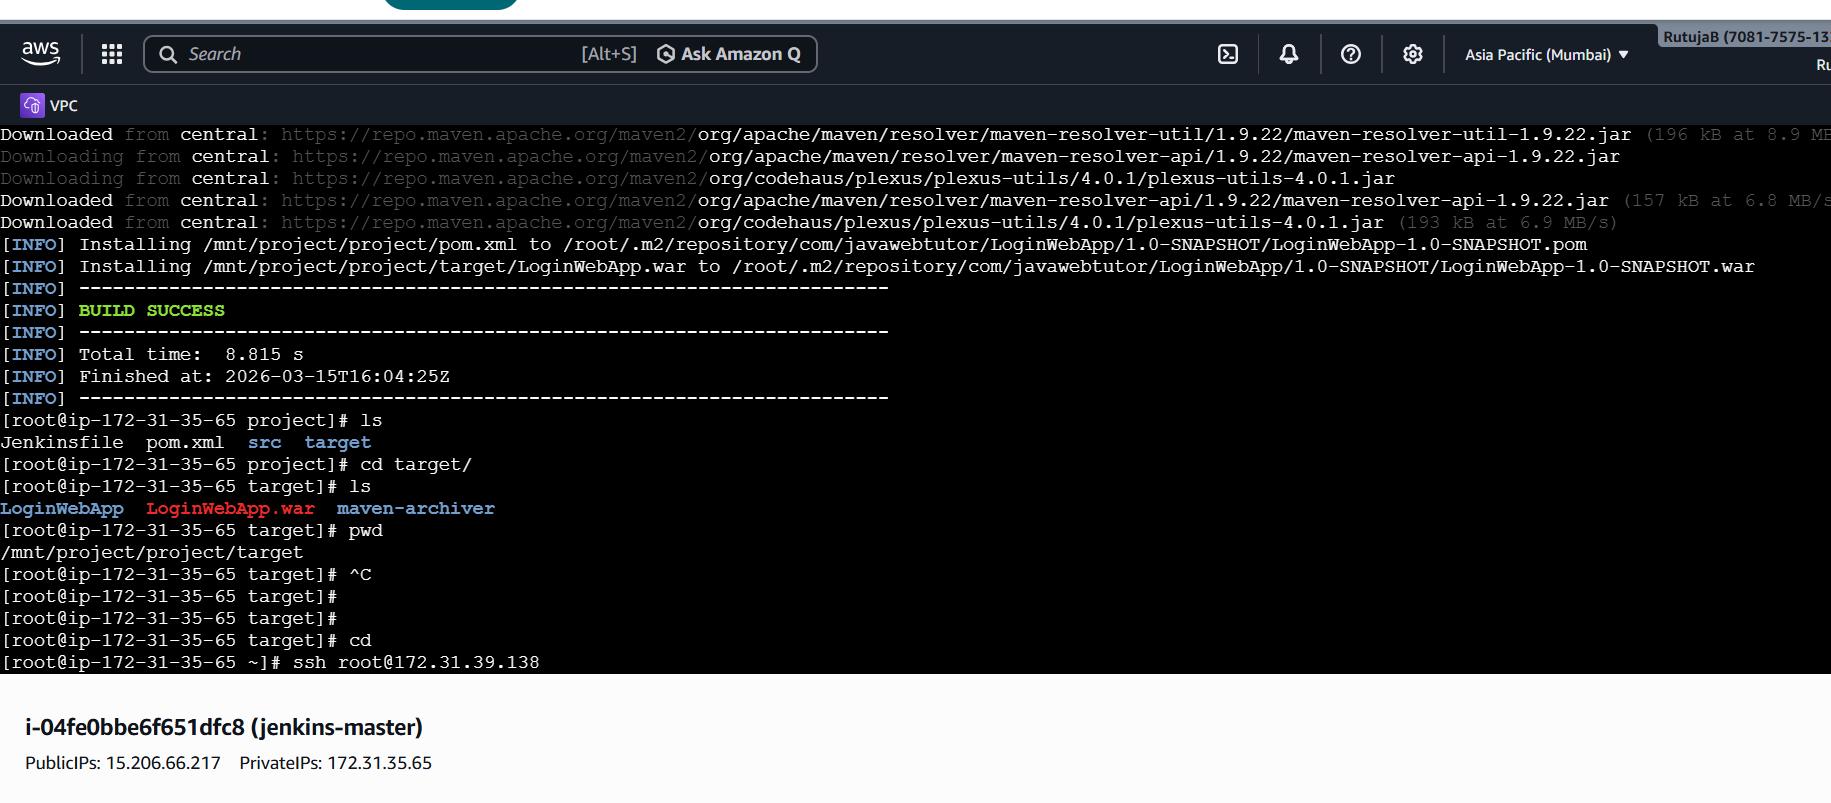 aws
Search [Alt+S] Ask Amazon Q Asia Pacific (Mumbai) ▼ RutujaB (7081-7575-13
VPC
Downloaded from central: https://repo.maven.apache.org/maven2/org/apache/maven/resolver/maven-resolver-util/1.9.22/maven-resolver-util-1.9.22.jar (196 kB at 8.9 MB
Downloading from central: https://repo.maven.apache.org/maven2/org/apache/maven/resolver/maven-resolver-api/1.9.22/maven-resolver-api-1.9.22.jar
Downloading from central: https://repo.maven.apache.org/maven2/org/codehaus/plexus/plexus-utils/4.0.1/plexus-utils-4.0.1.jar
Downloaded from central: https://repo.maven.apache.org/maven2/org/apache/maven/resolver/maven-resolver-api/1.9.22/maven-resolver-api-1.9.22.jar (157 kB at 6.8 MB/s
Downloaded from central: https://repo.maven.apache.org/maven2/org/codehaus/plexus/plexus-utils/4.0.1/plexus-utils-4.0.1.jar (193 kB at 6.9 MB/s)
[INFO] Installing /mnt/project/project/pom.xml to /root/.m2/repository/com/javawebtutor/LoginWebApp/1.0-SNAPSHOT/LoginWebApp-1.0-SNAPSHOT.pom
[INFO] Installing /mnt/project/project/target/LoginWebApp.war to /root/.m2/repository/com/javawebtutor/LoginWebApp/1.0-SNAPSHOT/LoginWebApp-1.0-SNAPSHOT.war
[INFO] ------------------------------------------------------------------------
[INFO] BUILD SUCCESS
[INFO] ------------------------------------------------------------------------
[INFO] Total time:  8.815 s
[INFO] Finished at: 2026-03-15T16:04:25Z
[INFO] ------------------------------------------------------------------------
[root@ip-172-31-35-65 project]# ls
Jenkinsfile  pom.xml  src  target
[root@ip-172-31-35-65 project]# cd target/
[root@ip-172-31-35-65 target]# ls
LoginWebApp  LoginWebApp.war  maven-archiver
[root@ip-172-31-35-65 target]# pwd
/mnt/project/project/target
[root@ip-172-31-35-65 target]# ^C
[root@ip-172-31-35-65 target]#
[root@ip-172-31-35-65 target]#
[root@ip-172-31-35-65 target]# cd
[root@ip-172-31-35-65 ~]# ssh root@172.31.39.138
i-04fe0bbe6f651dfc8 (jenkins-master)
PublicIPs: 15.206.66.217 PrivateIPs: 172.31.35.65